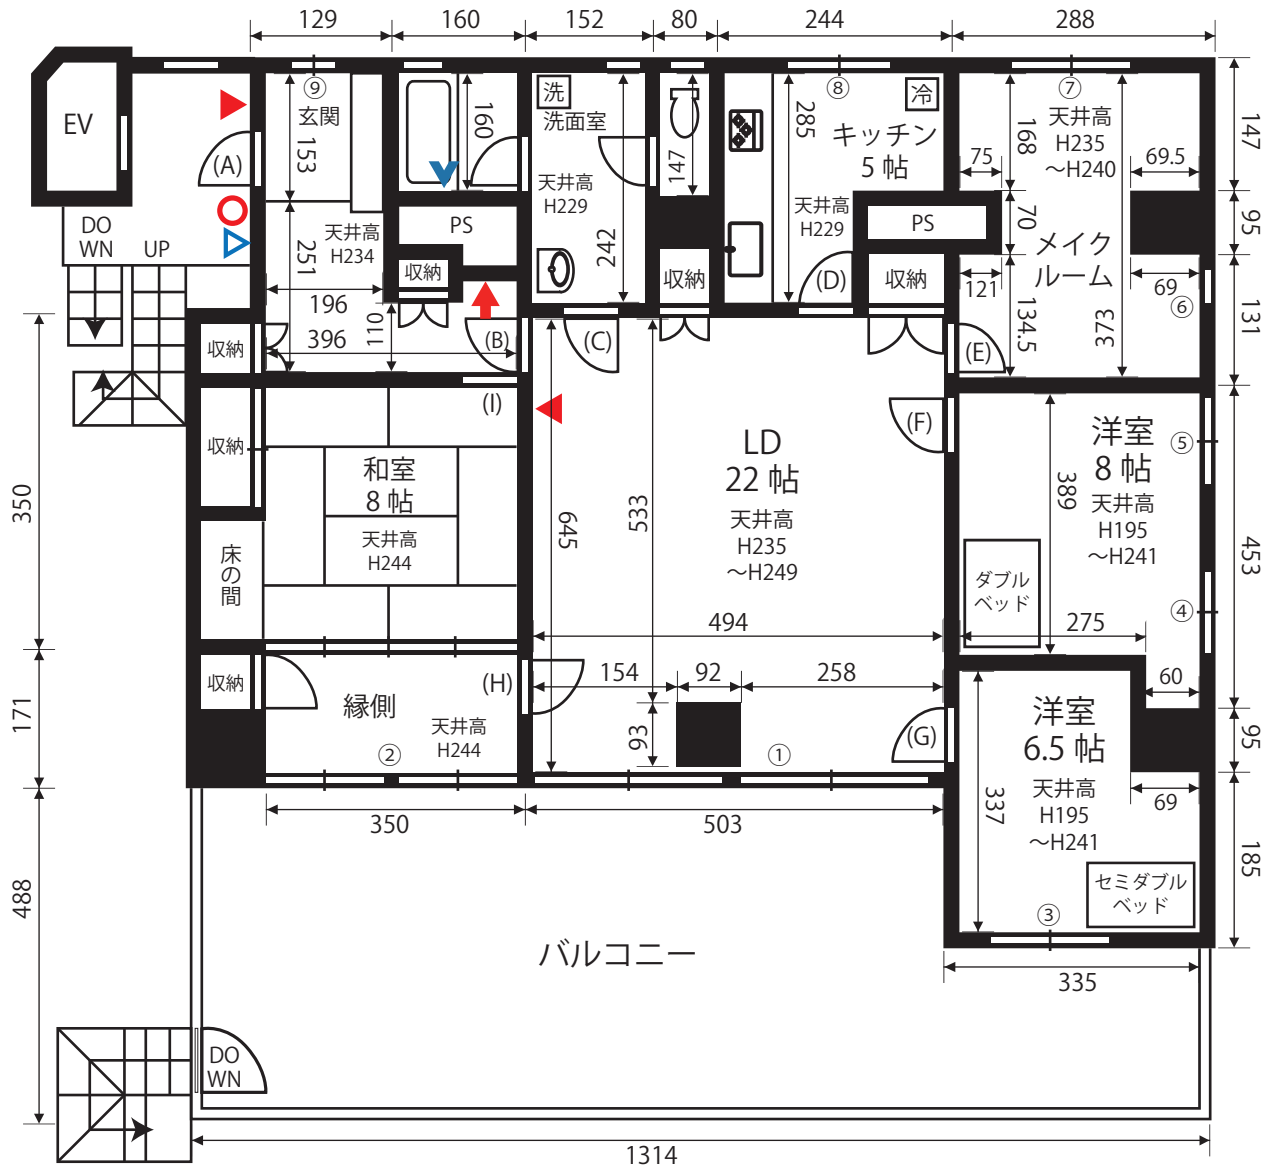 129
160
152
80
244
288
⑨
玄関
153
160
洗
洗面室
天井高
H229
242
147
285
⑧
冷
キッチン
5 帖
天井高
H229
⑦
天井高
H235
～H240
168
75
69.5
70
メイク
ルーム
147
95
131
EV
(A)
DO
WN
UP
251
天井高
H234
PS
収納
収納
(D)
PS
収納
121
134.5
373
69
⑥
196
396
110
(B)
(C)
(E)
収納
(I)
350
収納
和室
8 帖
天井高
H244
床の間
LD
22 帖
天井高
H235
～H249
645
533
494
(F)
389
洋室
8 帖
天井高
H195
～H241
⑤
④
453
ダブル
ベッド
275
60
171
収納
縁側
(H)
天井高
H244
②
154
92
258
93
①
(G)
洋室
6.5 帖
天井高
H195
～H241
337
69
95
185
350
503
セミダブル
ベッド
③
488
バルコニー
335
DO
WN
1314